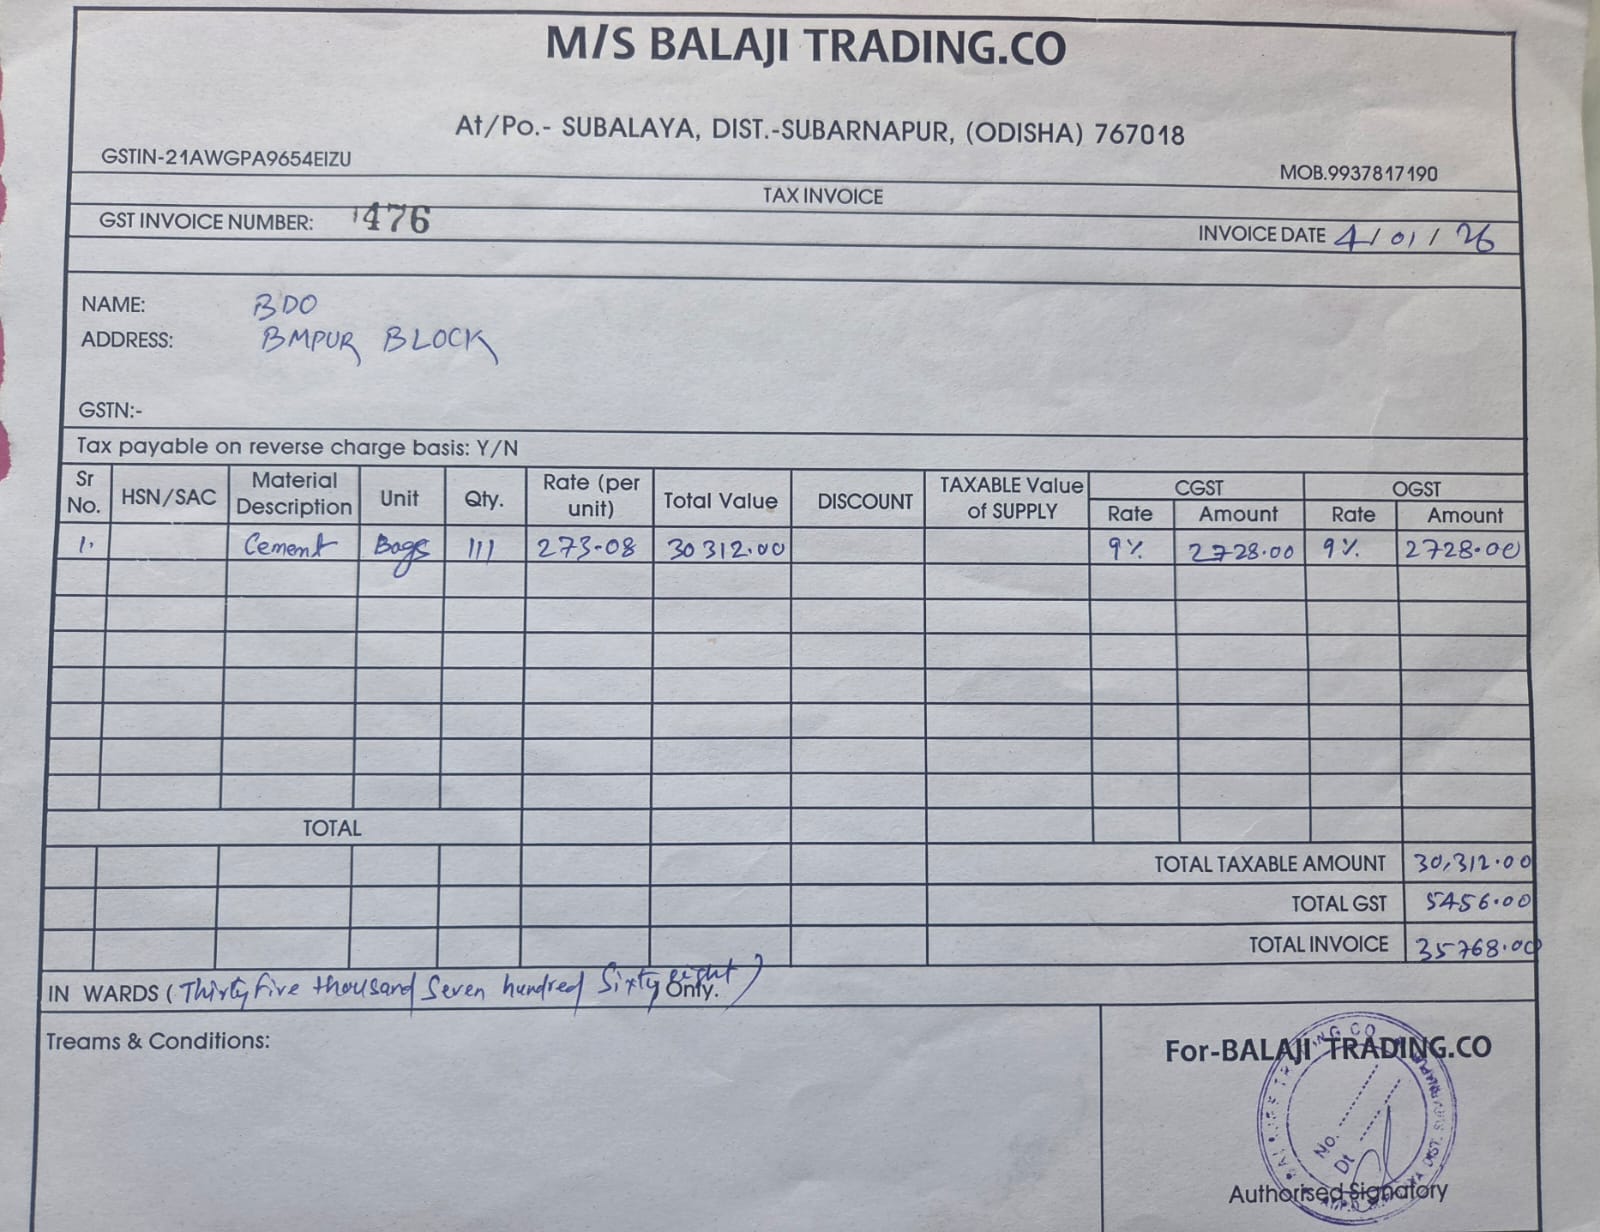 M/S BALAJI TRADING.CO
At/Po.- SUBALAYA, DIST.-SUBARNAPUR, (ODISHA) 767018
GSTIN-21AWGPA9654EIZU MOB.9937817190
TAX INVOICE
GST INVOICE NUMBER: 476 INVOICE DATE 4/01/26
NAME: BDO
ADDRESS: BMPUR BLOCK
GSTN:-
Tax payable on reverse charge basis: Y/N
Sr No. HSN/SAC Material Description Unit Qty. Rate (per unit) Total Value DISCOUNT TAXABLE Value of SUPPLY CGST OGST
Rate Amount Rate Amount
1. Cement Bags 111 273-08 30312.00 9% 2728.00 9% 2728.00
TOTAL
TOTAL TAXABLE AMOUNT 30,312.00
TOTAL GST 5456.00
TOTAL INVOICE 35768.00
IN WARDS ( Thirty five thousand Seven hundred Sixty eight ) Only.
Treams & Conditions:
For-BALAJI TRADING.CO
No.
Dt
Authorised Signatory